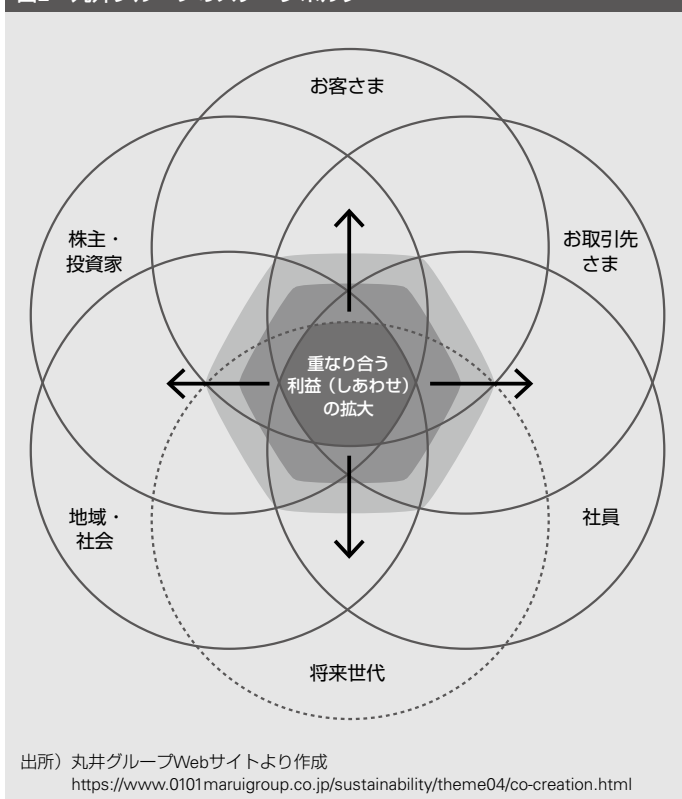 お客さま
株主・
投資家
お取引先
さま
重なり合う
利益（しあわせ）
の拡大
地域・
社会
社員
将来世代
出所）丸井グループWebサイトより作成
https://www.0101maruigroup.co.jp/sustainability/theme04/co-creation.html